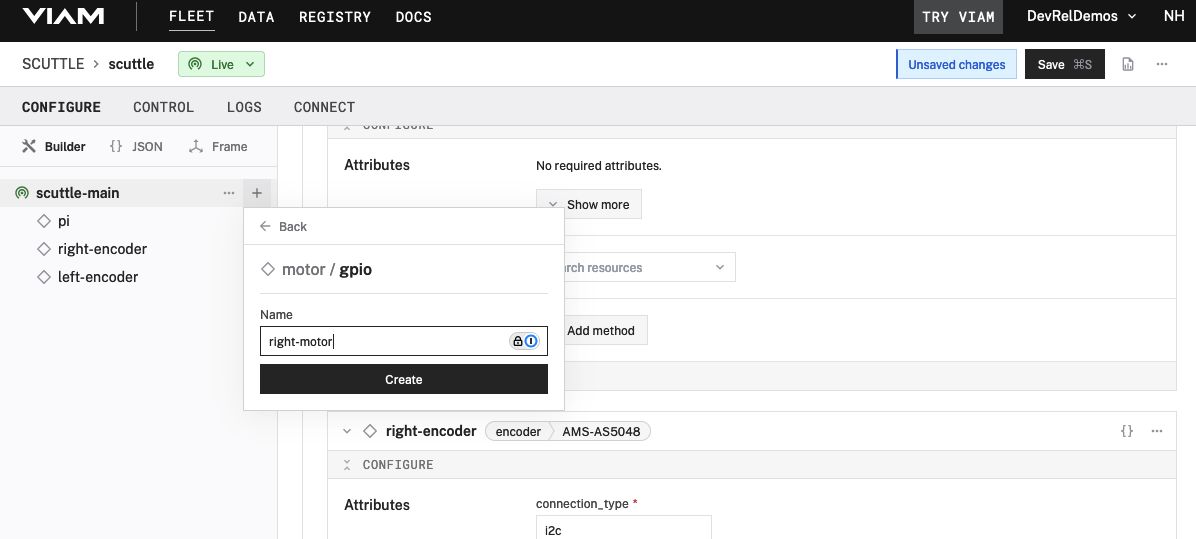 VIAM FLEET DATA REGISTRY DOCS TRY VIAM DevRelDemos NH
SCUTTLE > scuttle Live Unsaved changes Save ⌘S
CONFIGURE CONTROL LOGS CONNECT
Builder {} JSON Frame
CONFIGURE
Attributes No required attributes.
scuttle-main ... +
Show more
pi
right-encoder
left-encoder
← Back
motor / gpio
rch resources
Name
right-motor
Add method
Create
right-encoder encoder AMS-AS5048 {} ...
CONFIGURE
Attributes connection_type *
i2c